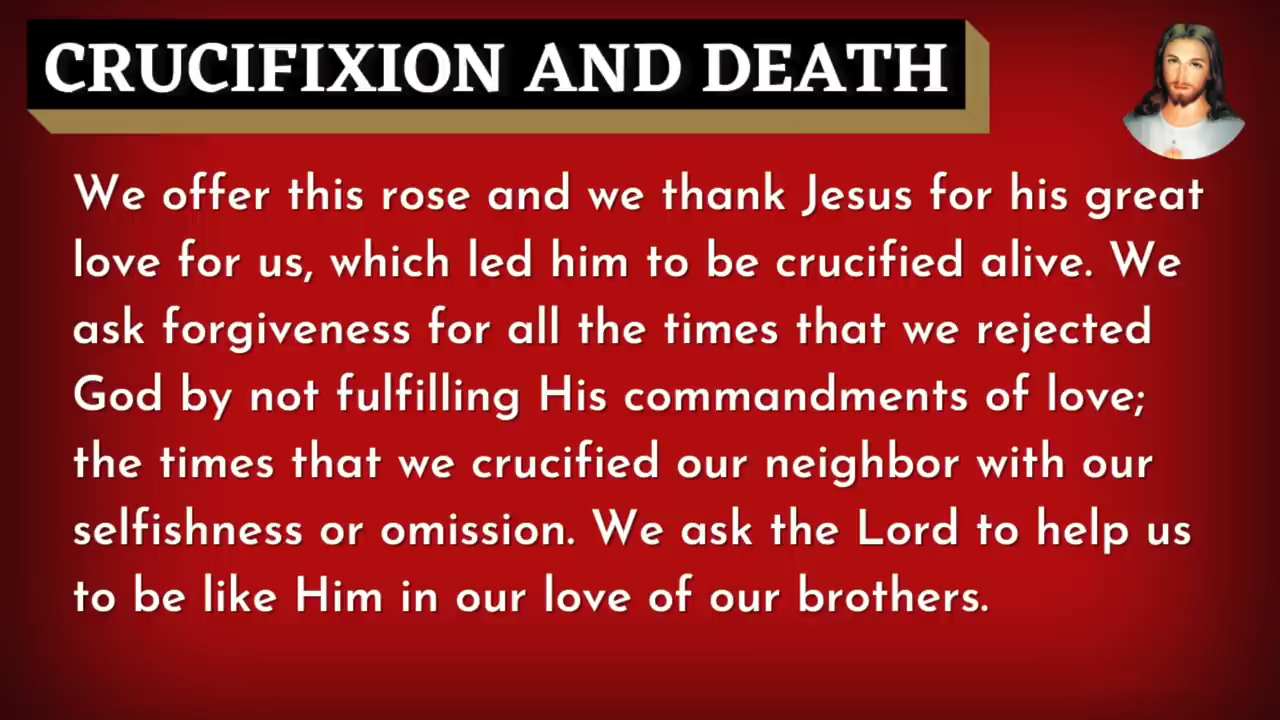 CRUCIFIXION AND DEATH
We offer this rose and we thank Jesus for his great
love for us, which led him to be crucified alive. We
ask forgiveness for all the times that we rejected
God by not fulfilling His commandments of love;
the times that we crucified our neighbor with our
selfishness or omission. We ask the Lord to help us
to be like Him in our love of our brothers.